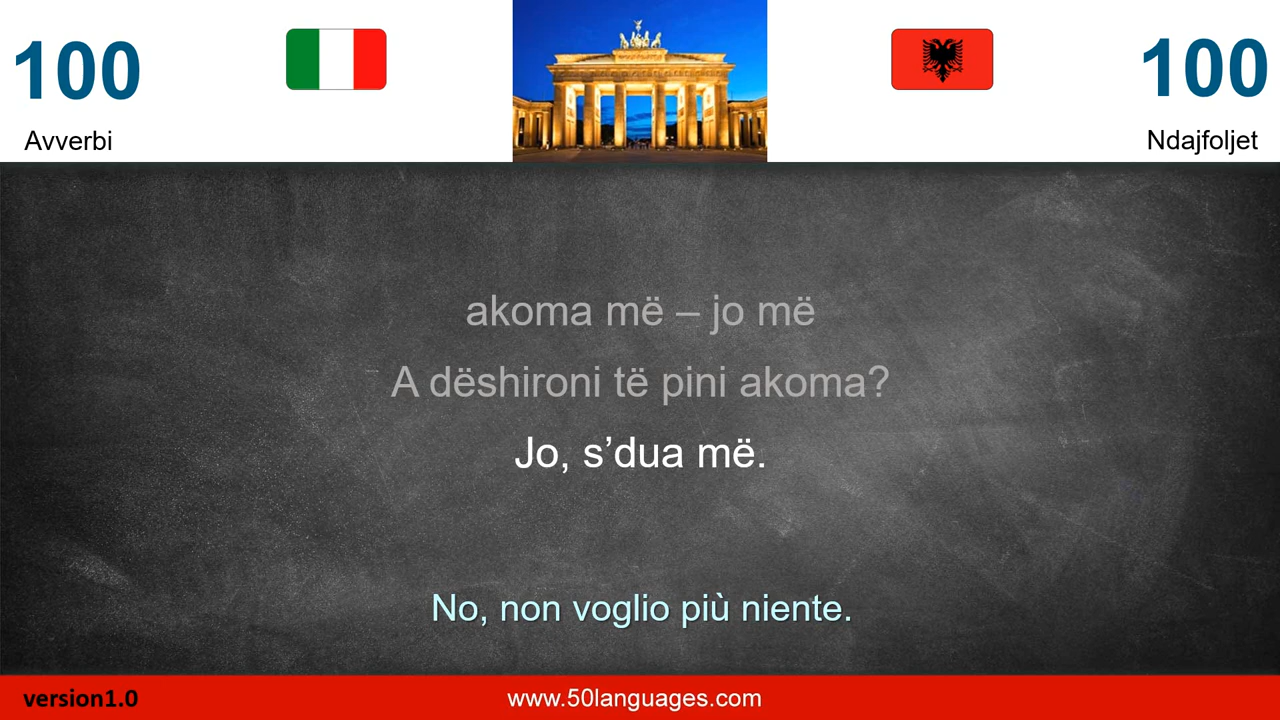 100
100
Avverbi
Ndajfoljet
akoma më – jo më
A dëshironi të pini akoma?
Jo, s’dua më.
No, non voglio più niente.
version1.0
www.50languages.com